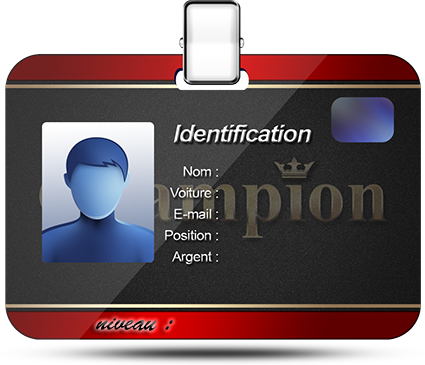 Identification
Nom :
Voiture :
Champion
E-mail :
Position :
Argent :
niveau :